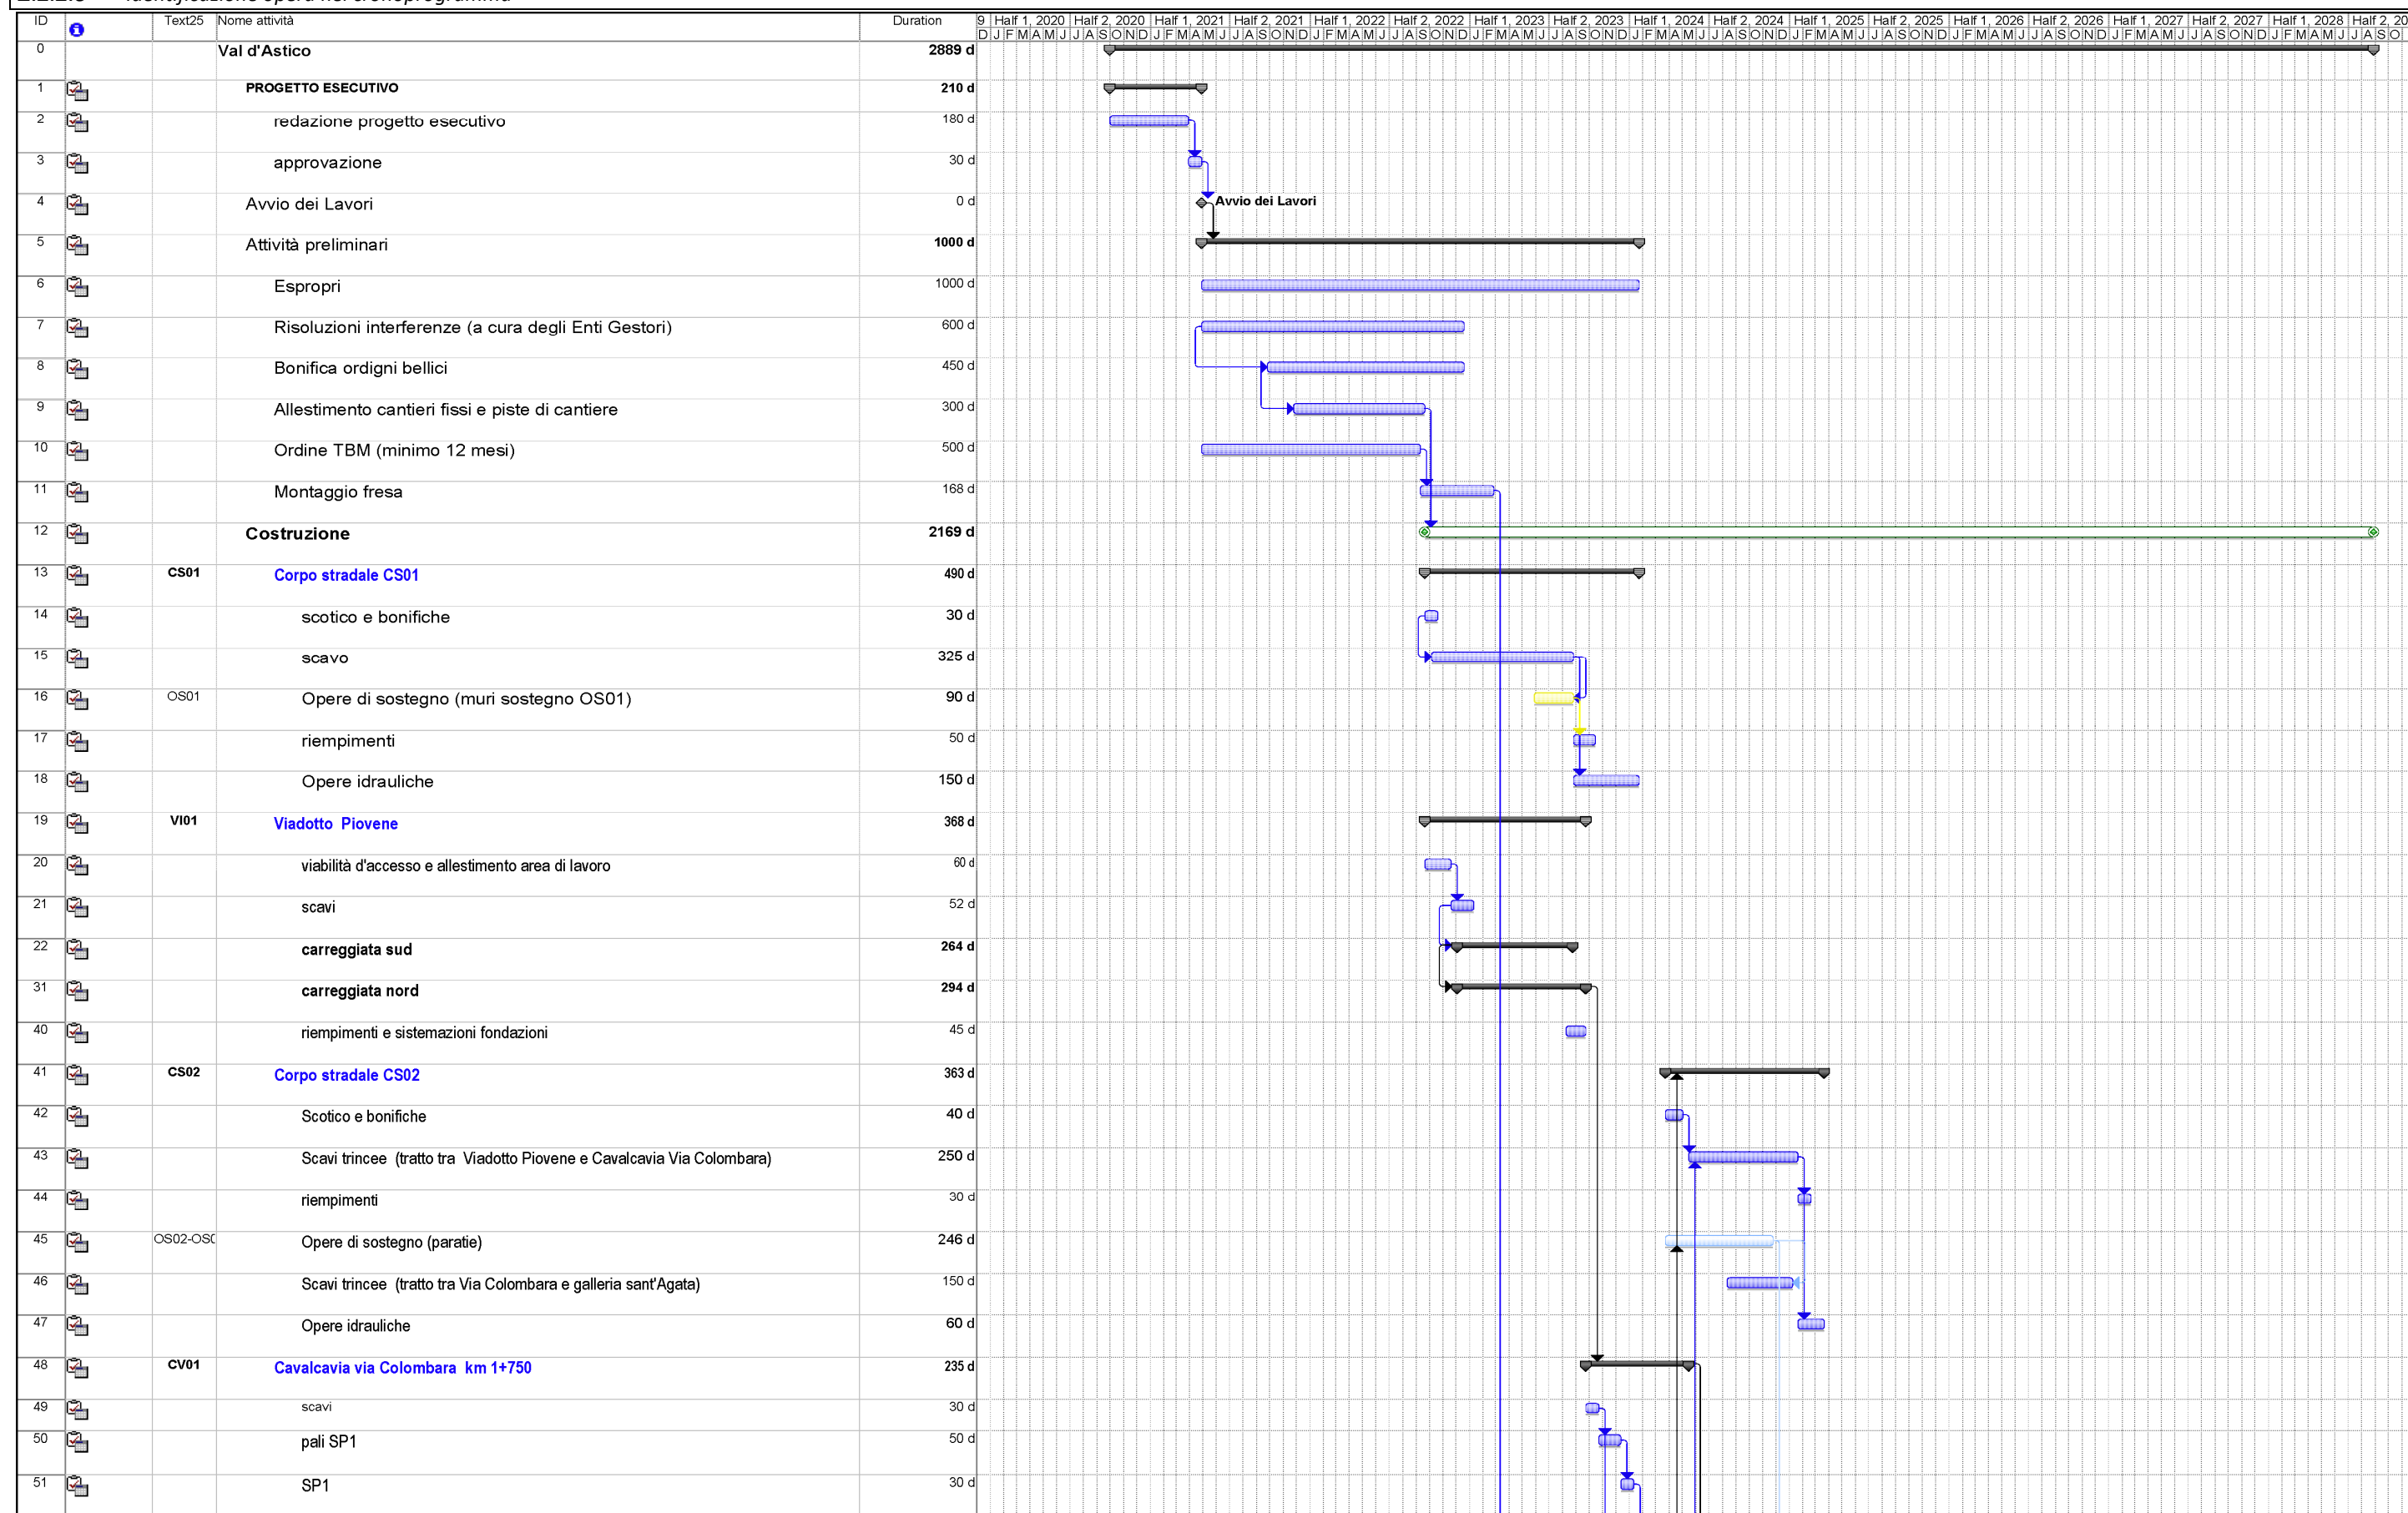 Identificazione opera nel cronoprogramma
ID Text25 Nome attività Duration 9 Half 1, 2020 Half 2, 2020 Half 1, 2021 Half 2, 2021 Half 1, 2022 Half 2, 2022 Half 1, 2023 Half 2, 2023 Half 1, 2024 Half 2, 2024 Half 1, 2025 Half 2, 2025 Half 1, 2026 Half 2, 2026 Half 1, 2027 Half 2, 2027 Half 1, 2028 Half 2, 20
D J F M A M J J A S O N D J F M A M J J A S O N D J F M A M J J A S O N D J F M A M J J A S O N D J F M A M J J A S O N D J F M A M J J A S O N D J F M A M J J A S O N D J F M A M J J A S O N D J F M A M J J A S O
0 Val d'Astico 2889 d
1 PROGETTO ESECUTIVO 210 d
2 redazione progetto esecutivo 180 d
3 approvazione 30 d
4 Avvio dei Lavori 0 d Avvio dei Lavori
5 Attività preliminari 1000 d
6 Espropri 1000 d
7 Risoluzioni interferenze (a cura degli Enti Gestori) 600 d
8 Bonifica ordigni bellici 450 d
9 Allestimento cantieri fissi e piste di cantiere 300 d
10 Ordine TBM (minimo 12 mesi) 500 d
11 Montaggio fresa 168 d
12 Costruzione 2169 d
13 CS01 Corpo stradale CS01 490 d
14 scotico e bonifiche 30 d
15 scavo 325 d
16 OS01 Opere di sostegno (muri sostegno OS01) 90 d
17 riempimenti 50 d
18 Opere idrauliche 150 d
19 VI01 Viadotto Piovene 368 d
20 viabilità d'accesso e allestimento area di lavoro 60 d
21 scavi 52 d
22 carreggiata sud 264 d
31 carreggiata nord 294 d
40 riempimenti e sistemazioni fondazioni 45 d
41 CS02 Corpo stradale CS02 363 d
42 Scotico e bonifiche 40 d
43 Scavi trincee (tratto tra Viadotto Piovene e Cavalcavia Via Colombara) 250 d
44 riempimenti 30 d
45 OS02-OS Opere di sostegno (paratie) 246 d
46 Scavi trincee (tratto tra Via Colombara e galleria sant'Agata) 150 d
47 Opere idrauliche 60 d
48 CV01 Cavalcavia via Colombara km 1+750 235 d
49 scavi 30 d
50 pali SP1 50 d
51 SP1 30 d